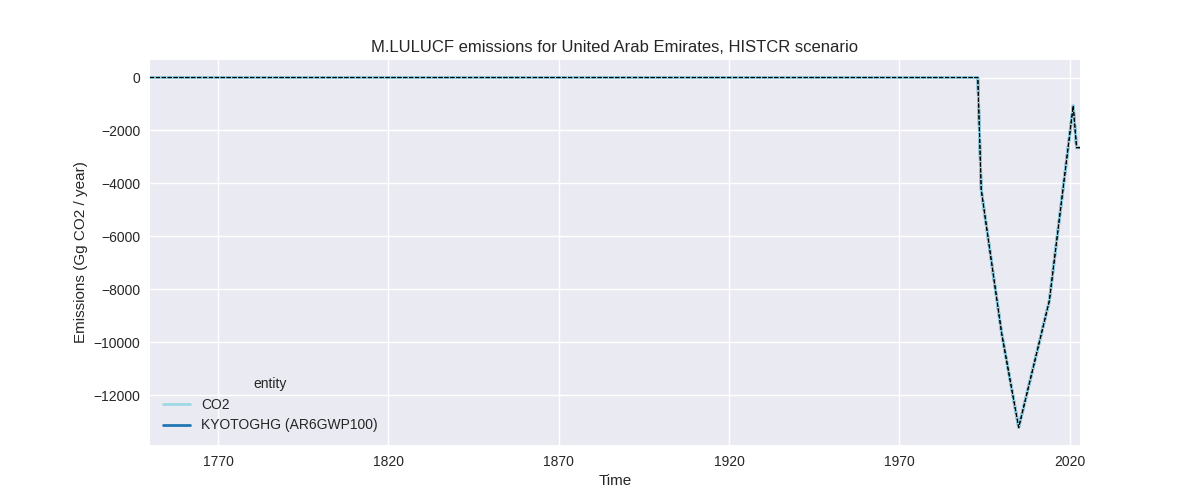 M.LULUCF emissions for United Arab Emirates, HISTCR scenario
Emissions (Gg CO2 / year)
0
−2000
−4000
−6000
−8000
−10000
−12000
entity
CO2
KYOTOGHG (AR6GWP100)
1770 1820 1870 1920 1970 2020
Time